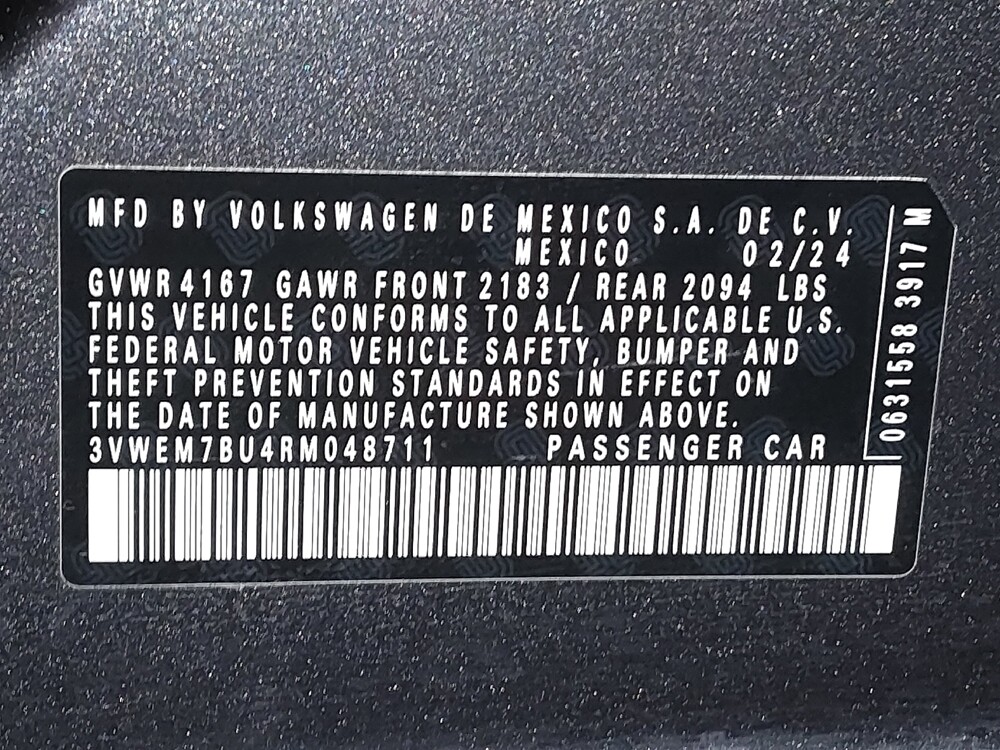 MFD BY VOLKSWAGEN DE MEXICO S.A. DE C.V.
MEXICO 02/24
GVWR 4167 GAWR FRONT 2183 / REAR 2094 LBS
THIS VEHICLE CONFORMS TO ALL APPLICABLE U.S.
FEDERAL MOTOR VEHICLE SAFETY, BUMPER AND
THEFT PREVENTION STANDARDS IN EFFECT ON
THE DATE OF MANUFACTURE SHOWN ABOVE.
3VWEM7BU4RM048711 PASSENGER CAR
0631558 3917 M